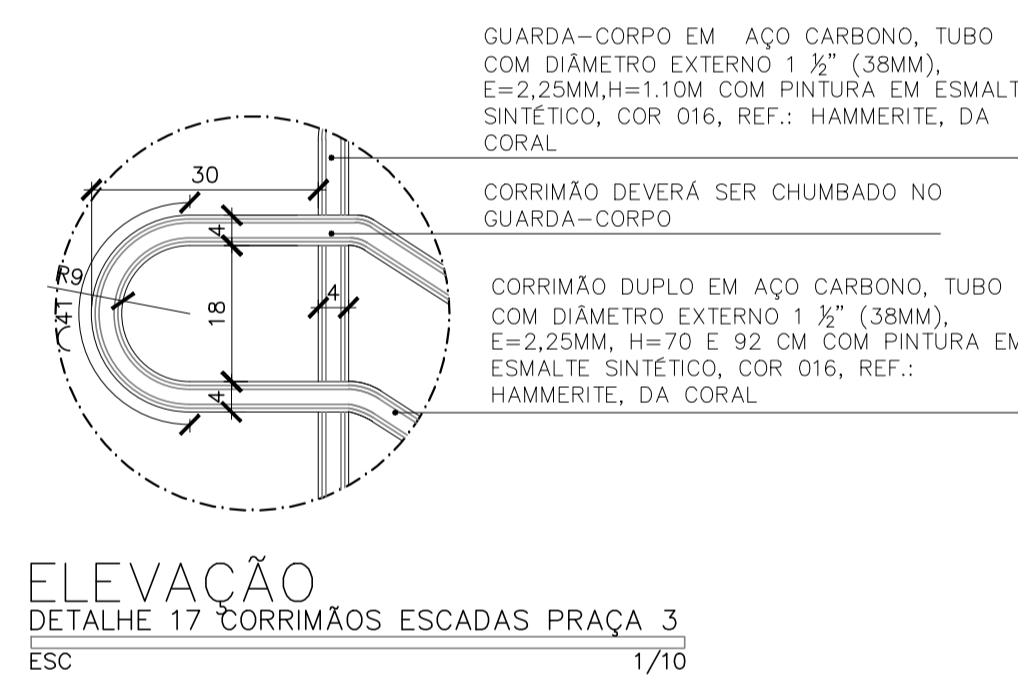 GUARDA-CORPO EM AÇO CARBONO, TUBO
COM DIÂMETRO EXTERNO 1 ½" (38MM),
E=2,25MM,H=1.10M COM PINTURA EM ESMALT
SINTÉTICO, COR 016, REF.: HAMMERITE, DA
CORAL
CORRIMÃO DEVERÁ SER CHUMBADO NO
GUARDA-CORPO
CORRIMÃO DUPLO EM AÇO CARBONO, TUBO
COM DIÂMETRO EXTERNO 1 ½" (38MM),
E=2,25MM, H=70 E 92 CM COM PINTURA EM
ESMALTE SINTÉTICO, COR 016, REF.:
HAMMERITE, DA CORAL
30
4
R9
4
18
4
ELEVAÇÃO
DETALHE 17 CORRIMÃOS ESCADAS PRAÇA 3
ESC 1/10